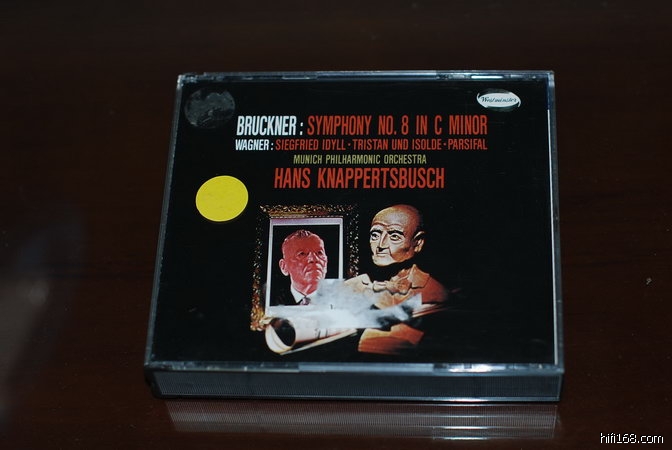 Westminster
BRUCKNER: SYMPHONY NO. 8 IN C MINOR
WAGNER: SIEGFRIED IDYLL · TRISTAN UND ISOLDE · PARSIFAL
MUNICH PHILHARMONIC ORCHESTRA
HANS KNAPPERTSBUSCH
hifi168.com